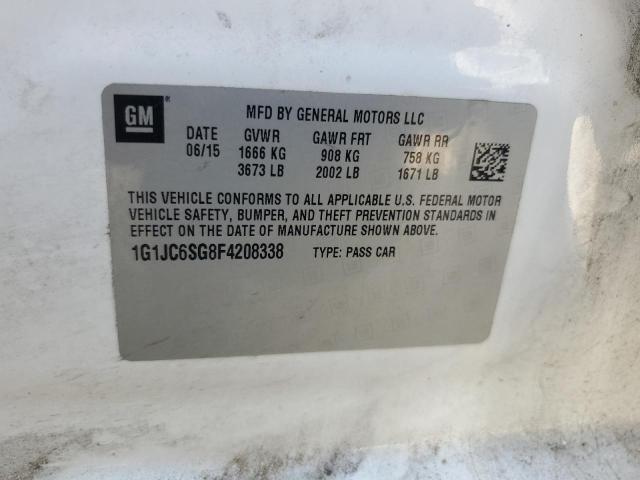 GM® MFD BY GENERAL MOTORS LLC
DATE GVWR GAWR FRT GAWR RR
06/15 1666 KG 908 KG 758 KG
3673 LB 2002 LB 1671 LB
THIS VEHICLE CONFORMS TO ALL APPLICABLE U.S. FEDERAL MOTOR
VEHICLE SAFETY, BUMPER, AND THEFT PREVENTION STANDARDS IN
EFFECT ON THE DATE OF MANUFACTURE SHOWN ABOVE.
1G1JC6SG8F4208338 TYPE: PASS CAR